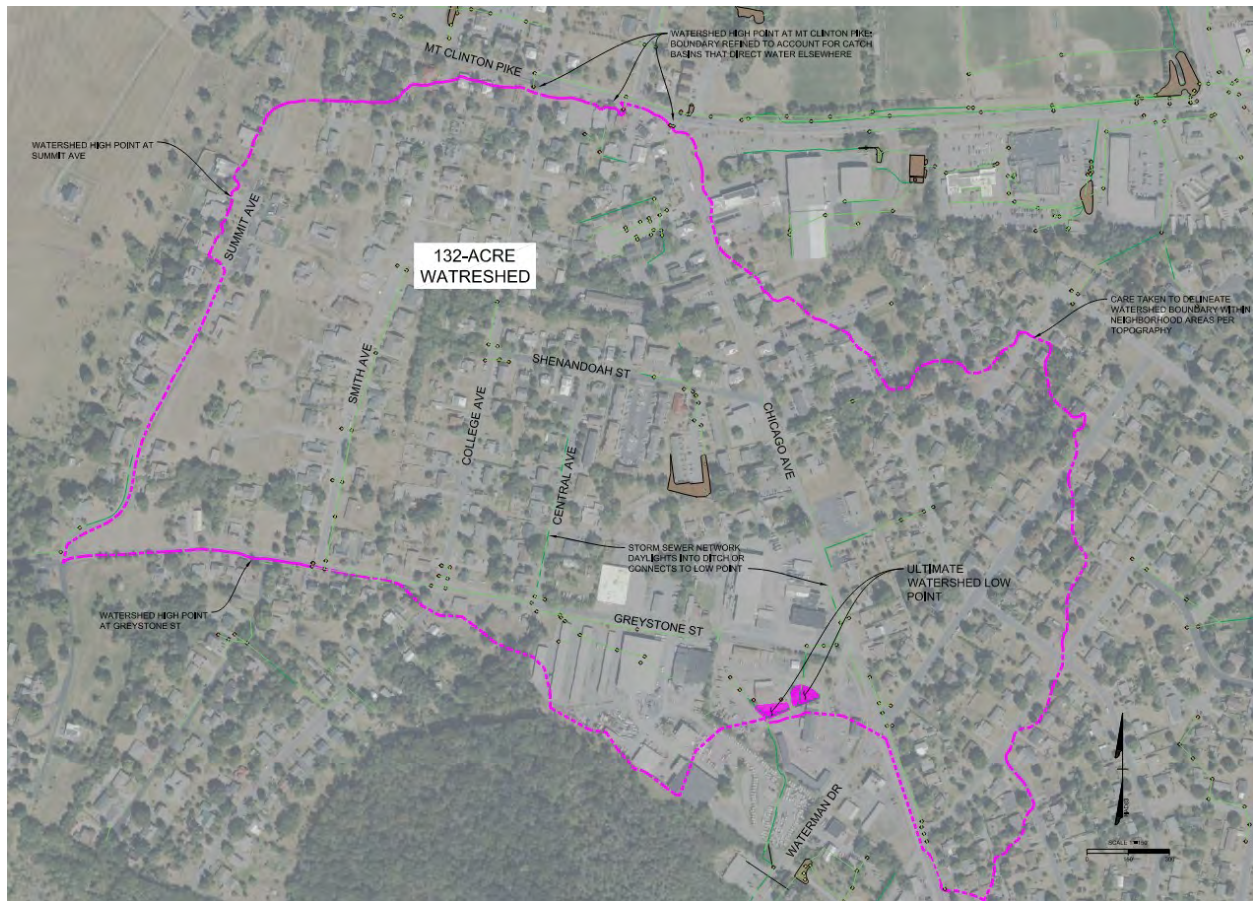 MT CLINTON PIKE
WATERSHED HIGH POINT AT MT CLINTON PIKE:
BOUNDARY REFINED TO ACCOUNT FOR CATCH
BASINS THAT DIRECT WATER ELSEWHERE
WATERSHED HIGH POINT AT
SUMMIT AVE
SUMMIT AVE
132-ACRE
WATRESHED
CARE TAKEN TO DELINEATE
WATERSHED BOUNDARY WITHIN
NEIGHBORHOOD AREAS PER
TOPOGRAPHY
SMITH AVE
SHENANDOAH ST
COLLEGE AVE
CHICAGO AVE
CENTRAL AVE
STORM SEWER NETWORK
DAYLIGHTS INTO DITCH OR
CONNECTS TO LOW POINT
ULTIMATE
WATERSHED LOW
POINT
WATERSHED HIGH POINT
AT GREYSTONE ST
GREYSTONE ST
WATERMAN DR